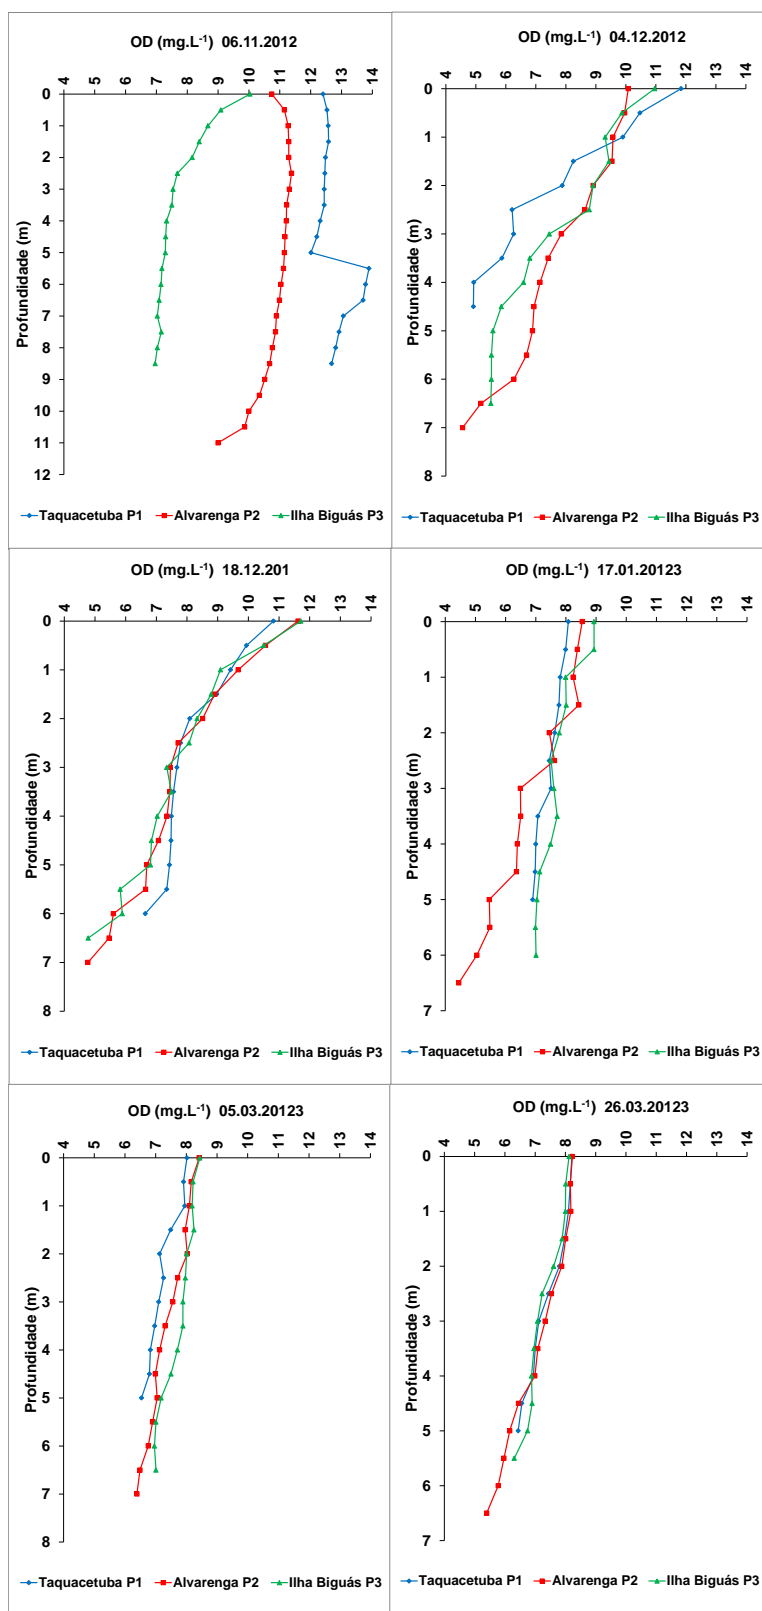 OD (mg.L-1) 06.11.2012
4 5 6 7 8 9 10 11 12 13 14
0
1
2
3
4
5
6
7
8
9
10
11
12
Profundidade (m)
Taquacetuba P1 Alvarenga P2 Ilha Biguás P3
OD (mg.L-1) 04.12.2012
4 5 6 7 8 9 10 11 12 13 14
0
1
2
3
4
5
6
7
8
Profundidade (m)
Taquacetuba P1 Alvarenga P2 Ilha Biguás P3
OD (mg.L-1) 18.12.201
4 5 6 7 8 9 10 11 12 13 14
0
1
2
3
4
5
6
7
8
Profundidade (m)
Taquacetuba P1 Alvarenga P2 Ilha Biguás P3
OD (mg.L-1) 17.01.20123
4 5 6 7 8 9 10 11 12 13 14
0
1
2
3
4
5
6
7
Profundidade (m)
Taquacetuba P1 Alvarenga P2 Ilha Biguás P3
OD (mg.L-1) 05.03.20123
4 5 6 7 8 9 10 11 12 13 14
0
1
2
3
4
5
6
7
8
Profundidade (m)
Taquacetuba P1 Alvarenga P2 Ilha Biguás P3
OD (mg.L-1) 26.03.20123
4 5 6 7 8 9 10 11 12 13 14
0
1
2
3
4
5
6
7
Profundidade (m)
Taquacetuba P1 Alvarenga P2 Ilha Biguás P3